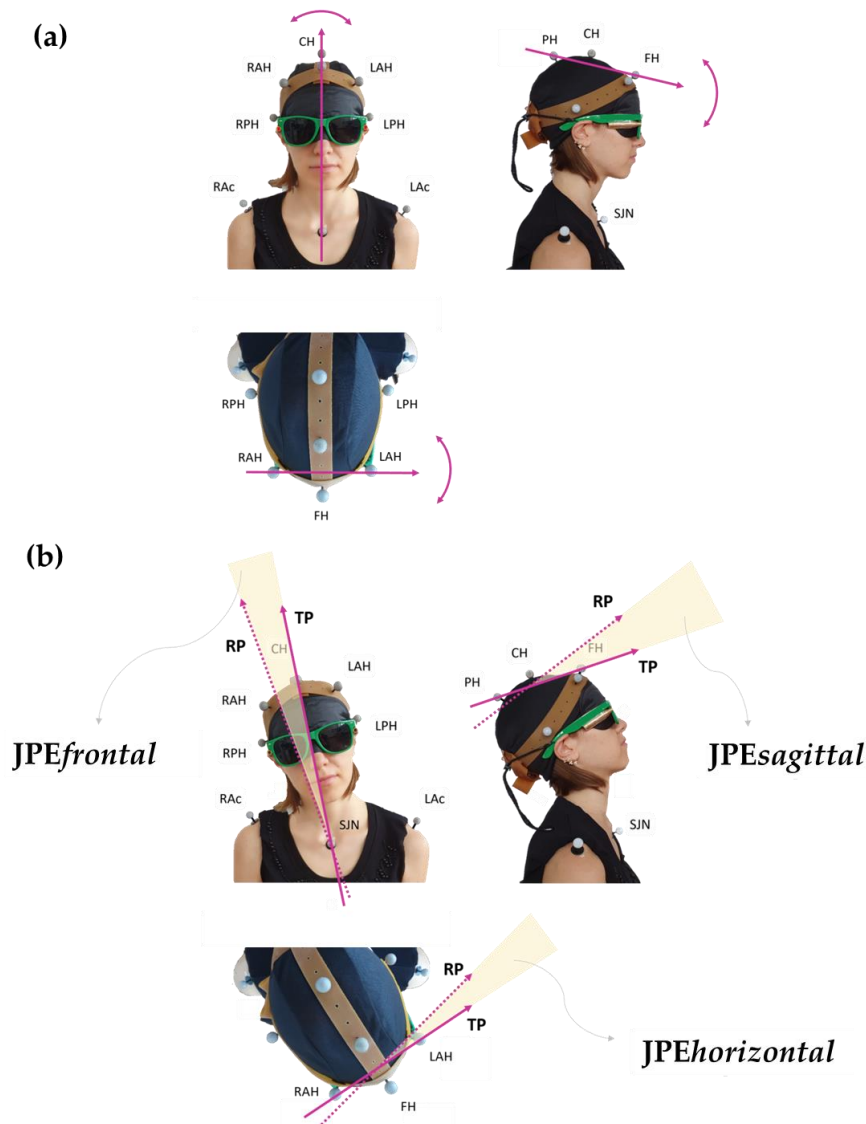 (a)
CH
RAH
LAH
RPH
LPH
RAc
LAc
PH
CH
FH
SJN
RPH
LPH
RAH
LAH
FH
(b)
RP
TP
CH
LAH
RAH
LPH
RPH
RAc
LAc
SJN
JPEfrontal
RP
CH
FH
PH
TP
SJN
JPEsagittal
RP
TP
LAH
RAH
FH
JPEhorizontal